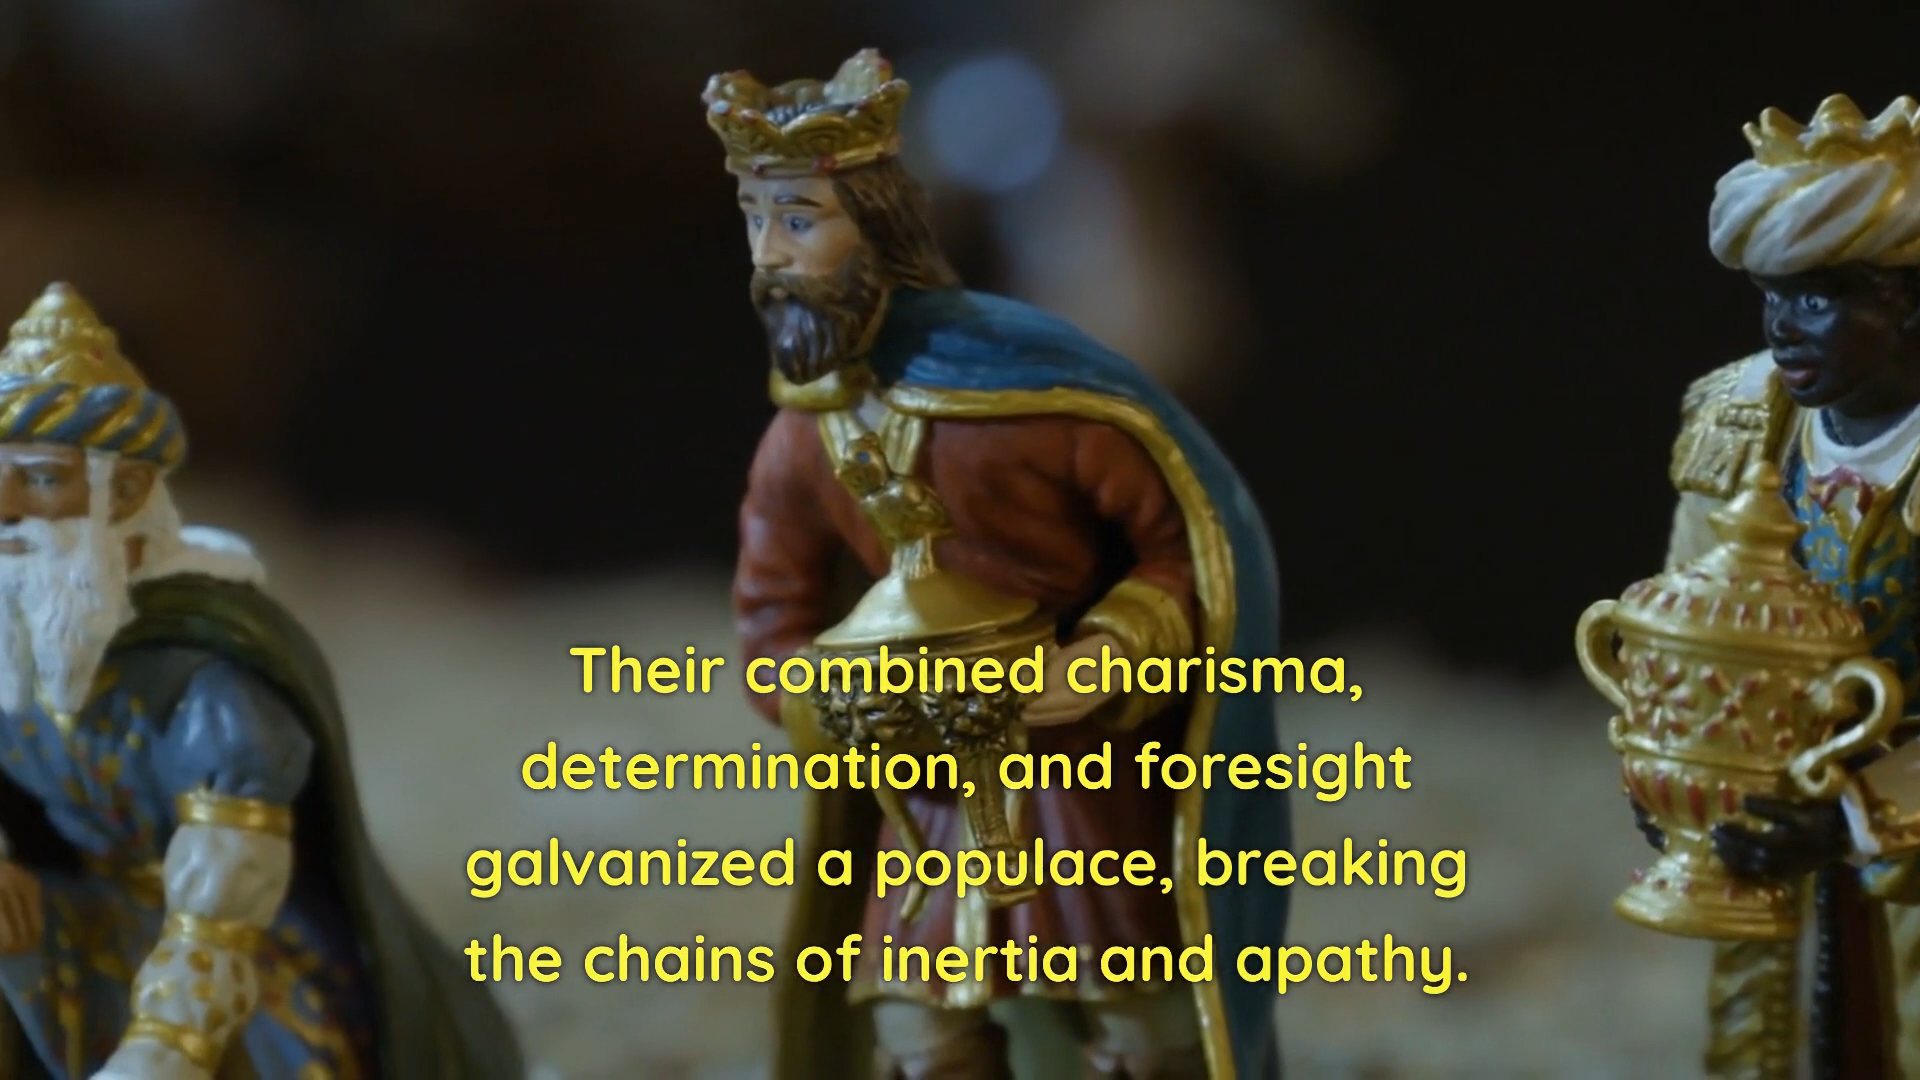 Their combined charisma,
determination, and foresight
galvanized a populace, breaking
the chains of inertia and apathy.